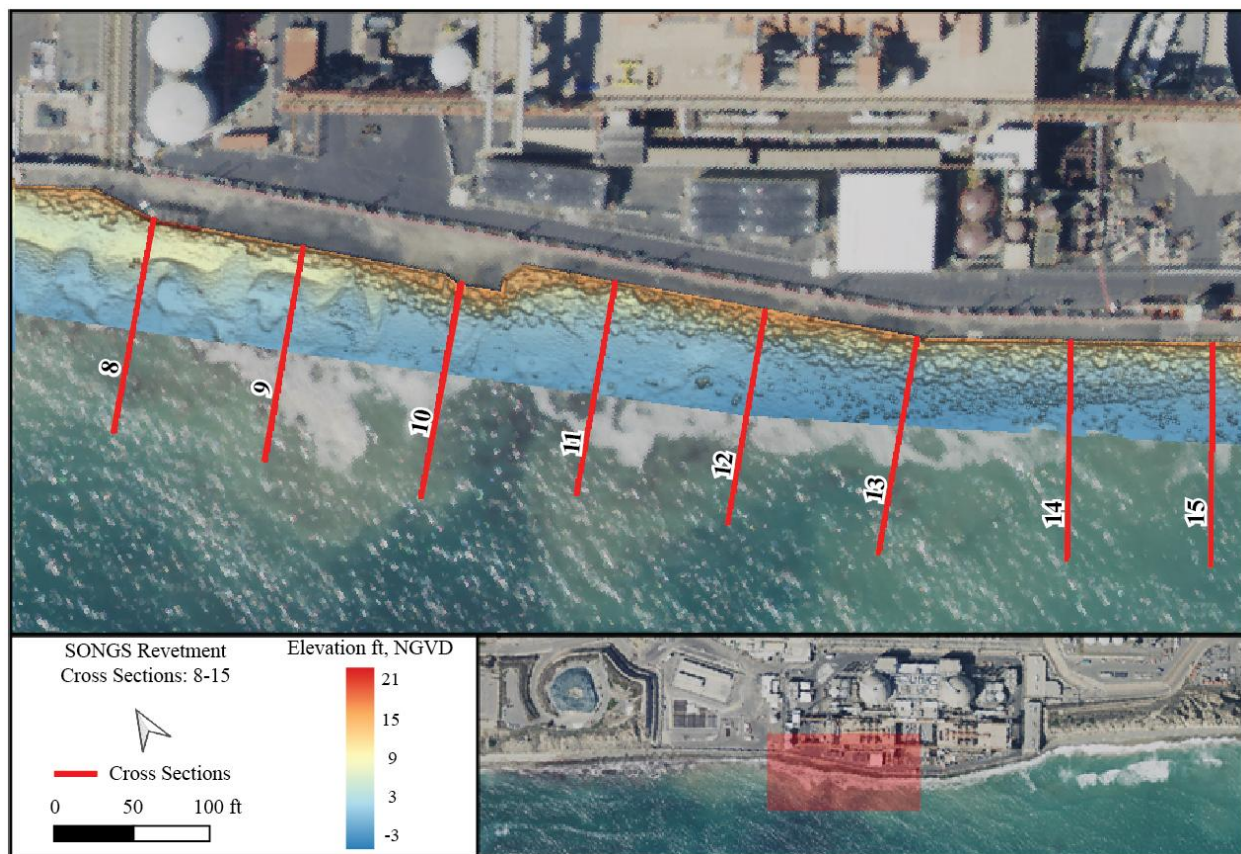 8
9
10
11
12
13
14
15
SONGS Revetment
Cross Sections: 8-15
Cross Sections
0 50 100 ft
Elevation ft, NGVD
21
15
9
3
-3